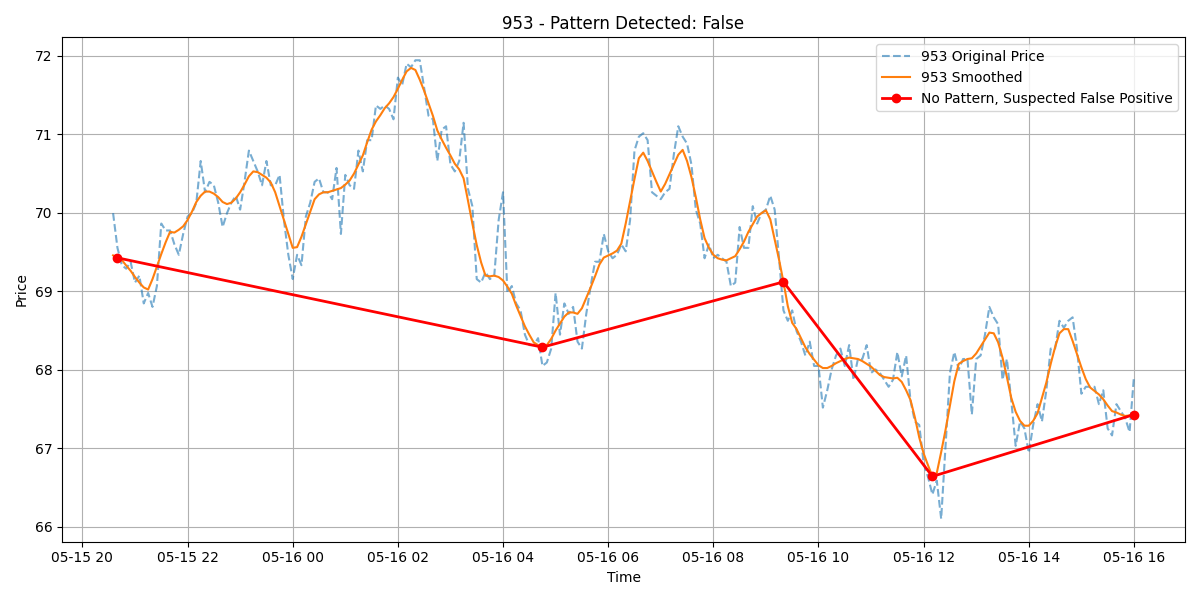 953 - Pattern Detected: False
953 Original Price
953 Smoothed
No Pattern, Suspected False Positive
Price
72
71
70
69
68
67
66
05-15 20 05-15 22 05-16 00 05-16 02 05-16 04 05-16 06 05-16 08 05-16 10 05-16 12 05-16 14 05-16 16
Time